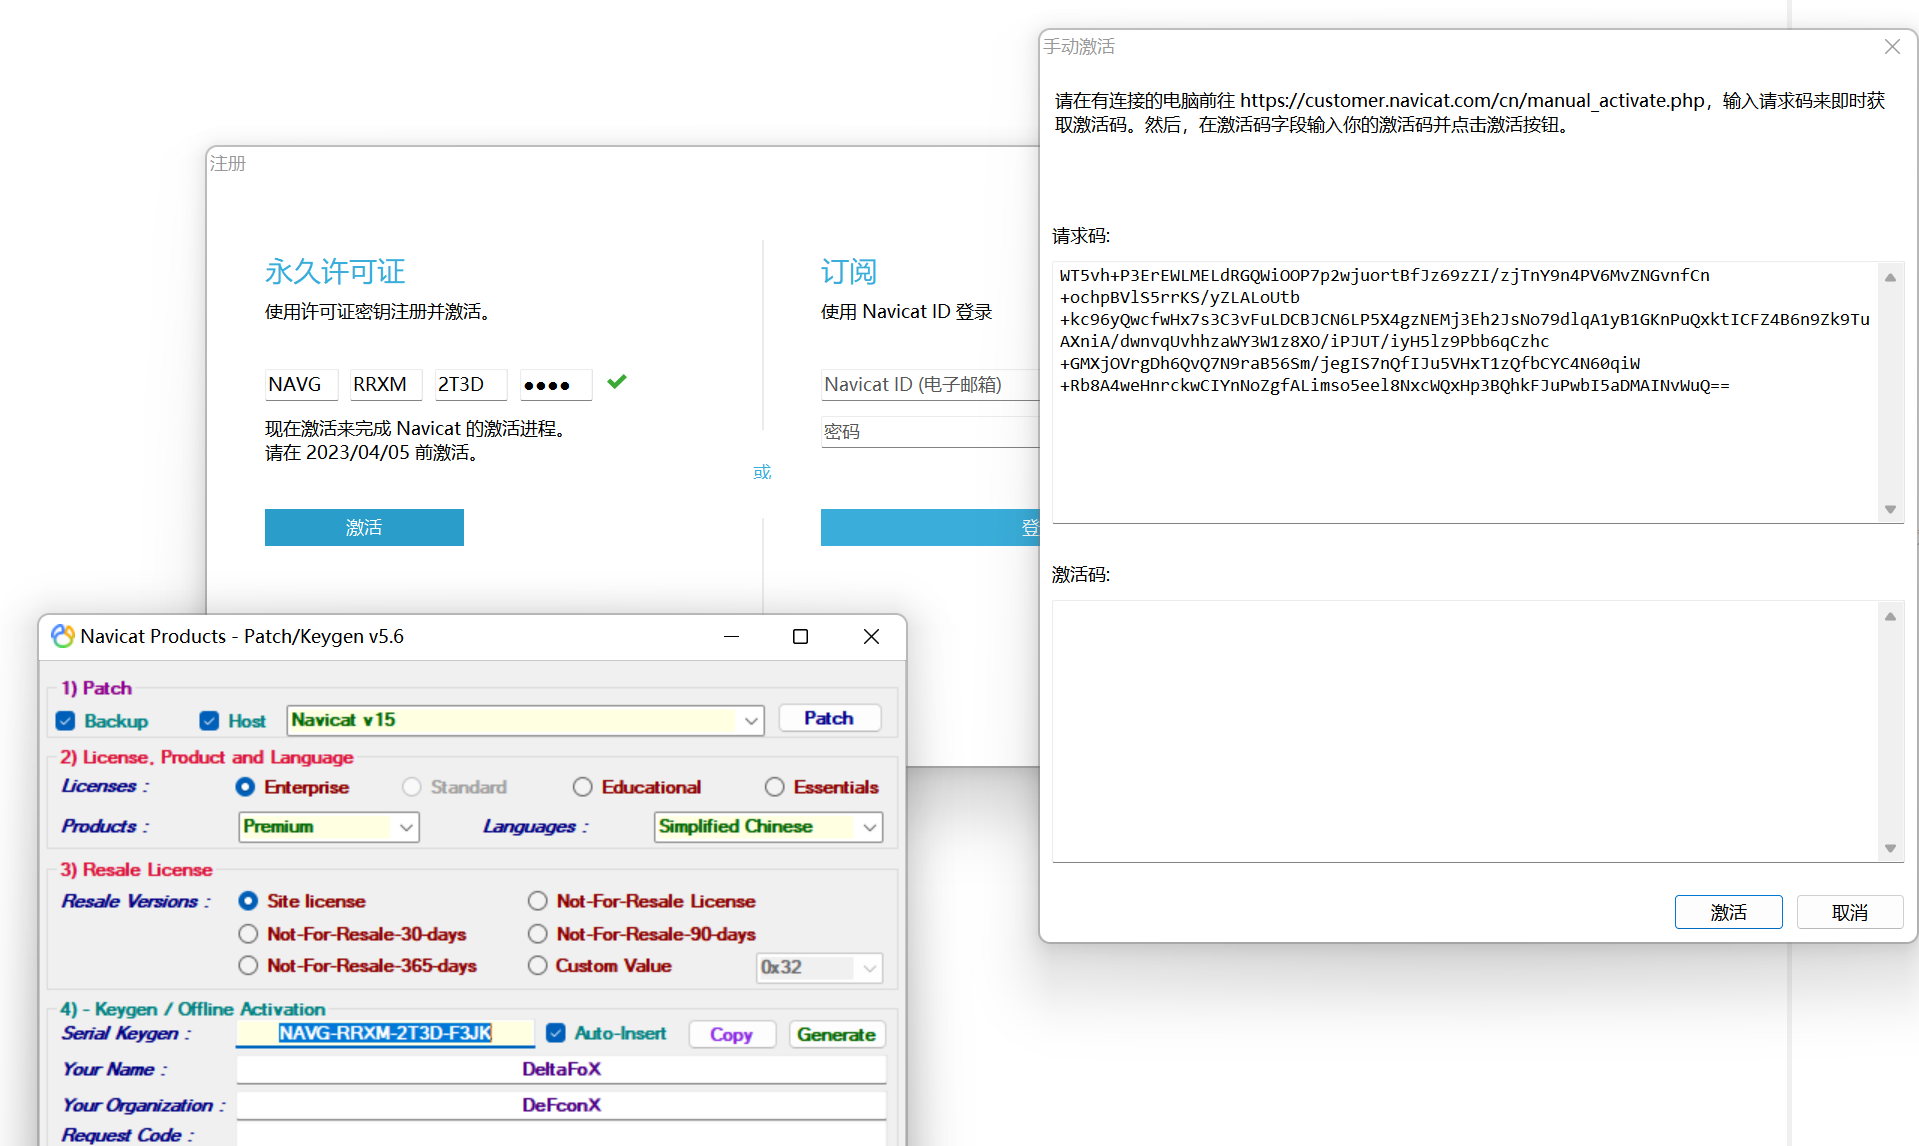 手动激活
请在有连接的电脑前往 https://customer.navicat.com/cn/manual_activate.php，输入请求码来即时获
取激活码。然后，在激活码字段输入你的激活码并点击激活按钮。
请求码:
WT5vh+P3ErEWLMELdRGQWiOOP7p2wjuortBfJz69zZI/zjTnY9n4PV6MvZNGvnfCn
+ochpBVlS5rrKS/yZLALoUtb
+kc96yQwcfwHx7s3C3vFuLDCBJCN6LP5X4gzNEMj3Eh2JsNo79dlqA1yB1GKnPuQxktICFZ4B6n9Zk9Tu
AXniA/dwnvqUvhhzaWY3W1z8XO/iPJUT/iyH5lz9Pbb6qCzhc
+GMXjOVrgDh6QvQ7N9raB56Sm/jegIS7nQfIJu5VHxT1zQfbCYC4N60qiW
+Rb8A4weHnrckwCIYnNoZgfALimso5eel8NxcWQxHp3BQhkFJuPwbI5aDMAINvWuQ==
激活码:
激活 取消
注册
永久许可证
使用许可证密钥注册并激活。
NAVG RRXM 2T3D ●●●●
现在激活来完成 Navicat 的激活进程。
请在 2023/04/05 前激活。
激活
或
订阅
使用 Navicat ID 登录
Navicat ID (电子邮箱)
密码
登
Navicat Products - Patch/Keygen v5.6
1) Patch
Backup Host Navicat v15 Patch
2) License, Product and Language
Licenses : Enterprise Standard Educational Essentials
Products : Premium Languages : Simplified Chinese
3) Resale License
Resale Versions : Site license Not-For-Resale License
Not-For-Resale-30-days Not-For-Resale-90-days
Not-For-Resale-365-days Custom Value 0x32
4) - Keygen / Offline Activation
Serial Keygen : NAVG-RRXM-2T3D-F3JK Auto-Insert Copy Generate
Your Name : DeltaFoX
Your Organization : DeFconX
Request Code :